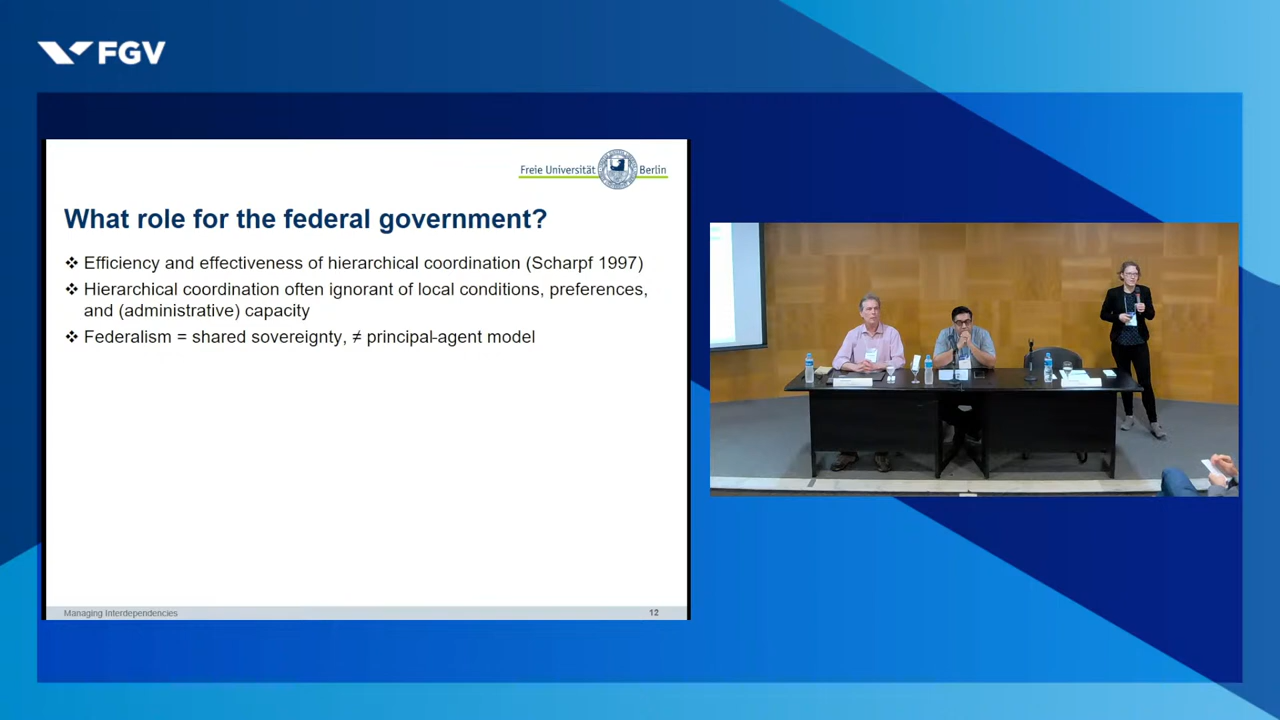 FGV
Freie Universität Berlin
What role for the federal government?
❖ Efficiency and effectiveness of hierarchical coordination (Scharpf 1997)
❖ Hierarchical coordination often ignorant of local conditions, preferences,
and (administrative) capacity
❖ Federalism = shared sovereignty, ≠ principal-agent model
Managing Interdependencies
12